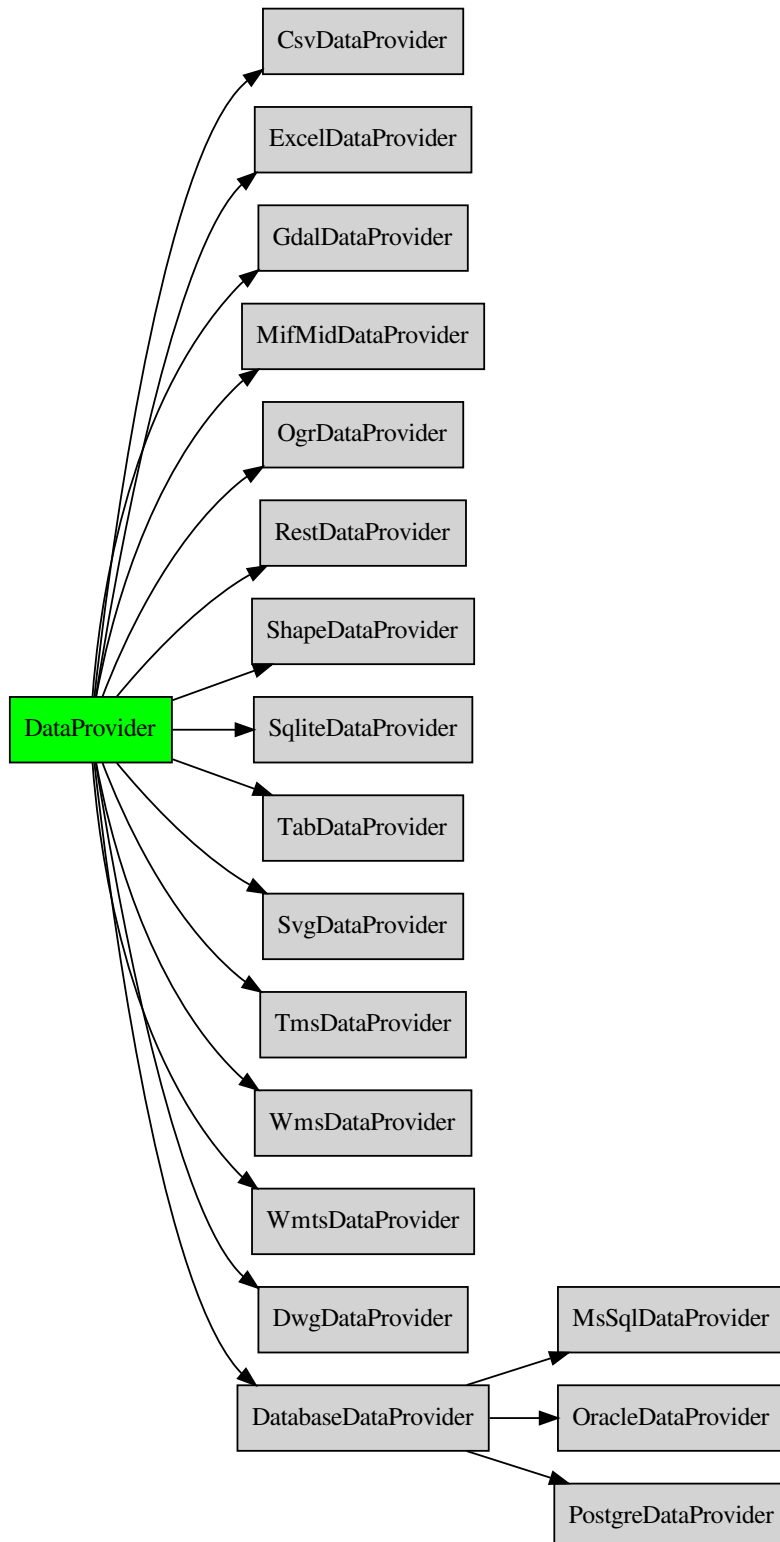 CsvDataProvider
ExcelDataProvider
GdalDataProvider
MifMidDataProvider
OgrDataProvider
RestDataProvider
ShapeDataProvider
DataProvider
SqliteDataProvider
TabDataProvider
SvgDataProvider
TmsDataProvider
WmsDataProvider
WmtsDataProvider
DwgDataProvider
MsSqlDataProvider
DatabaseDataProvider
OracleDataProvider
PostgreDataProvider